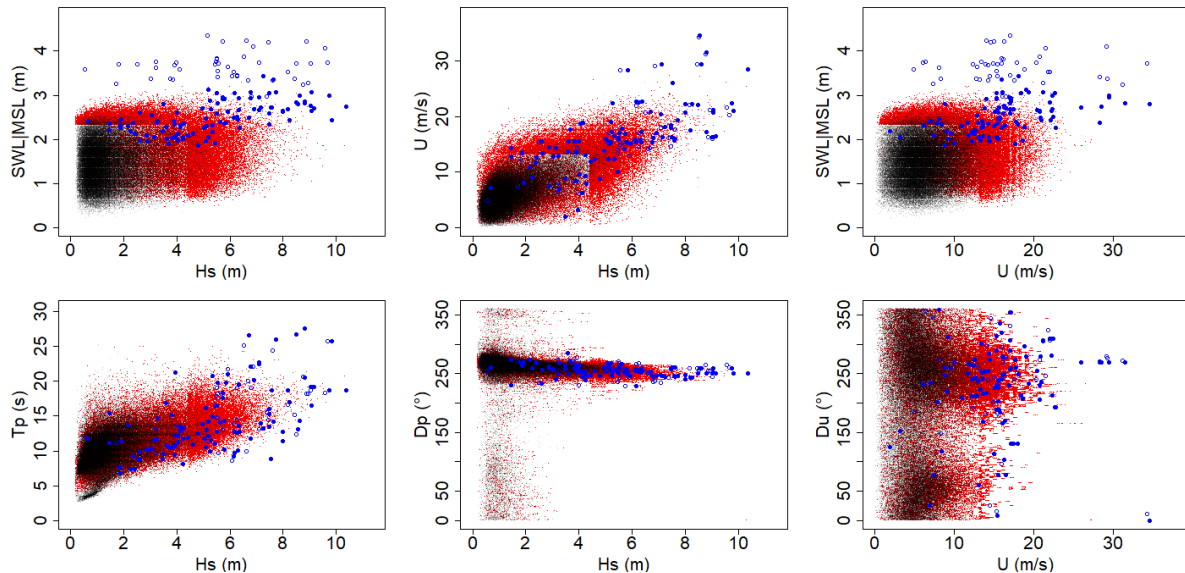 SWL|MSL (m)
0 1 2 3 4
0 2 4 6 8 10
Hs (m)
U (m/s)
0 10 20 30
0 2 4 6 8 10
Hs (m)
SWL|MSL (m)
0 1 2 3 4
0 10 20 30
U (m/s)
Tp (s)
0 5 10 15 20 25 30
0 2 4 6 8 10
Hs (m)
Dp (°)
0 50 150 250 350
0 2 4 6 8 10
Hs (m)
Du (°)
0 50 150 250 350
0 10 20 30
U (m/s)